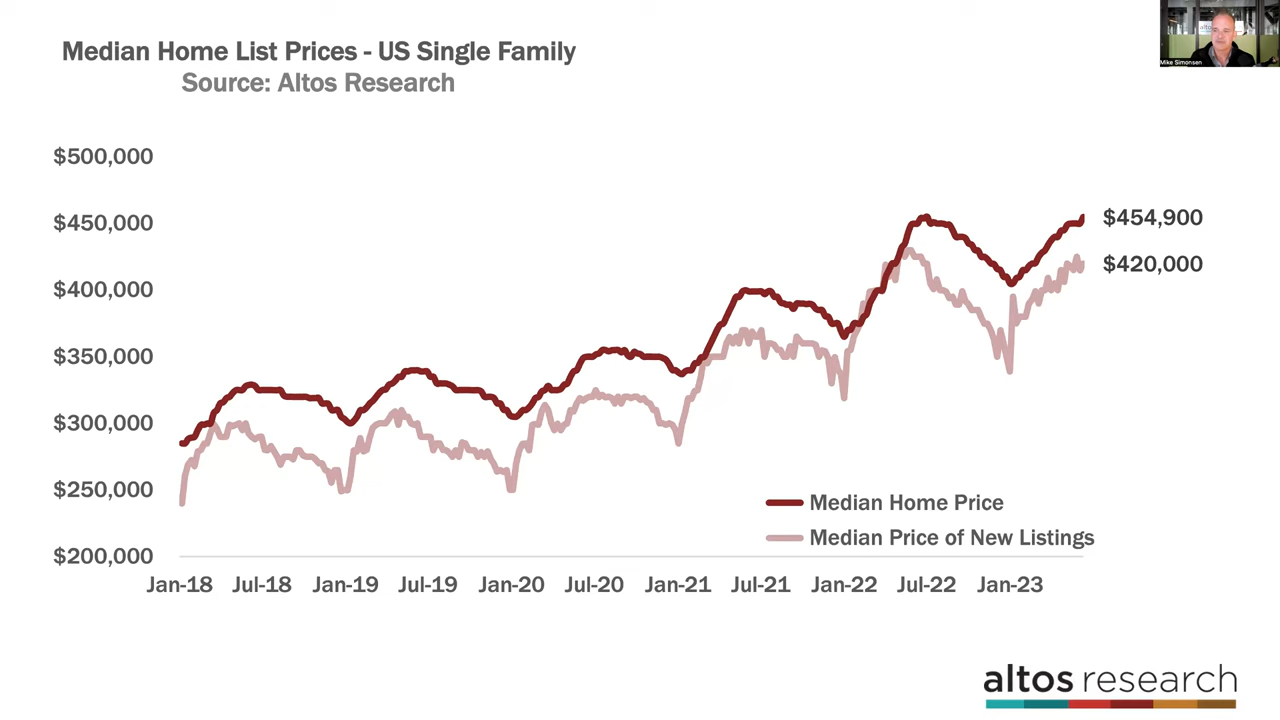 Median Home List Prices - US Single Family
Source: Altos Research
Mike Simonsen
$500,000
$450,000
$400,000
$350,000
$300,000
$250,000
$200,000
$454,900
$420,000
Median Home Price
Median Price of New Listings
Jan-18 Jul-18 Jan-19 Jul-19 Jan-20 Jul-20 Jan-21 Jul-21 Jan-22 Jul-22 Jan-23
altos research